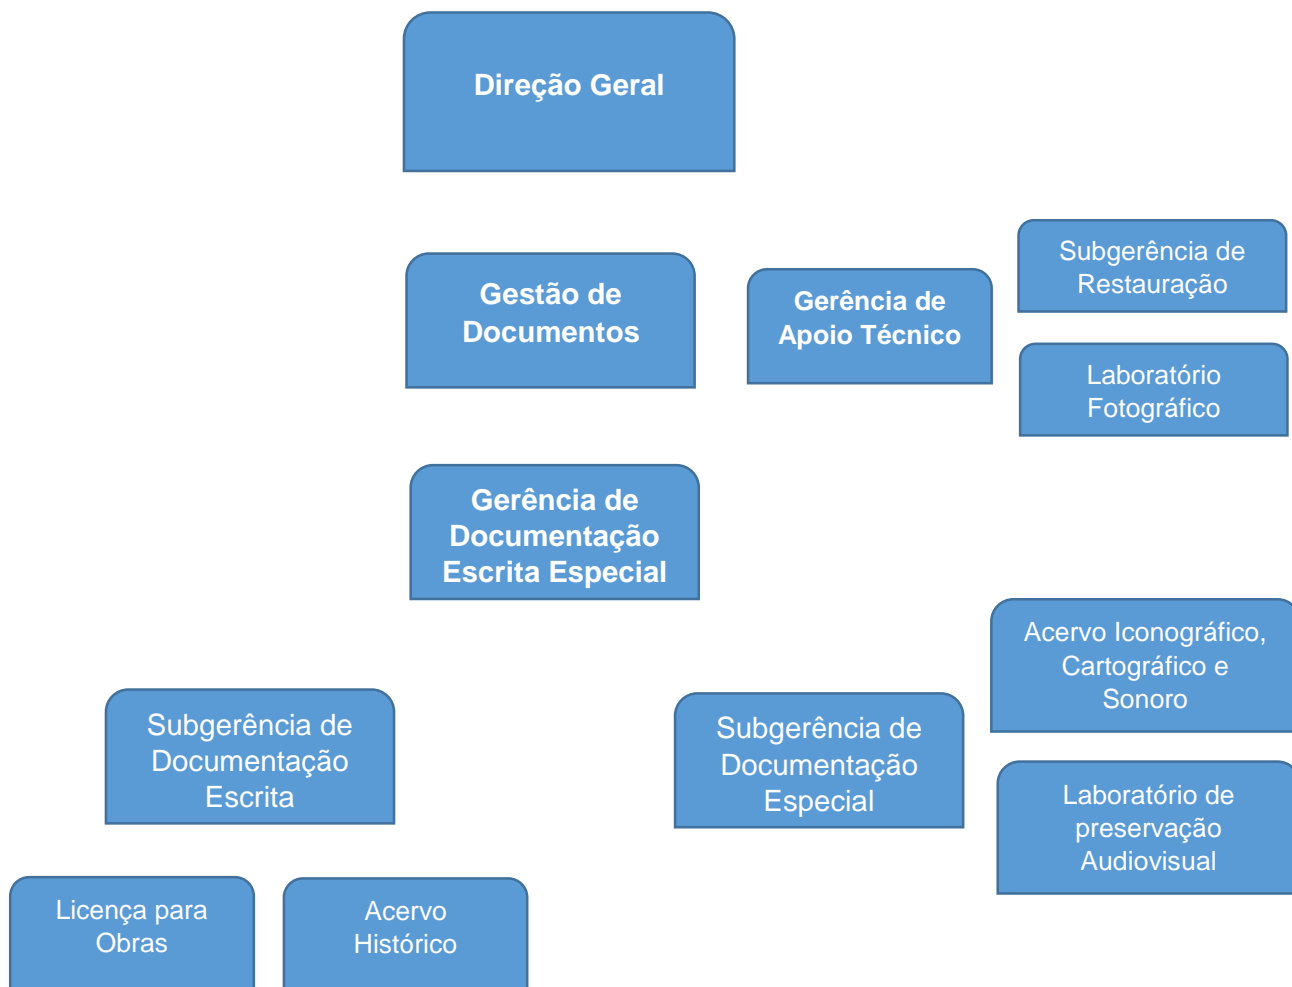 Direção Geral
Gestão de
Documentos
Gerência de
Apoio Técnico
Subgerência de
Restauração
Laboratório
Fotográfico
Gerência de
Documentação
Escrita Especial
Subgerência de
Documentação
Escrita
Subgerência de
Documentação
Especial
Acervo Iconográfico,
Cartográfico e
Sonoro
Laboratório de
preservação
Audiovisual
Licença para
Obras
Acervo
Histórico